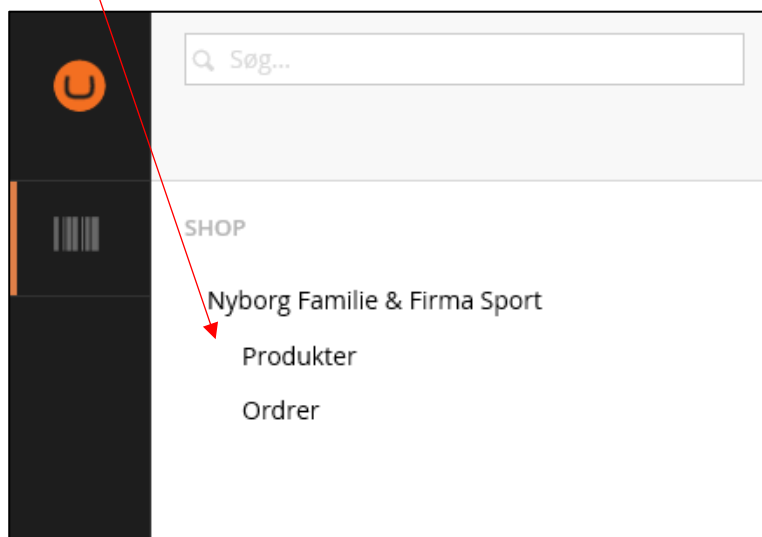 Søg...
SHOP
Nyborg Familie & Firma Sport
Produkter
Ordrer